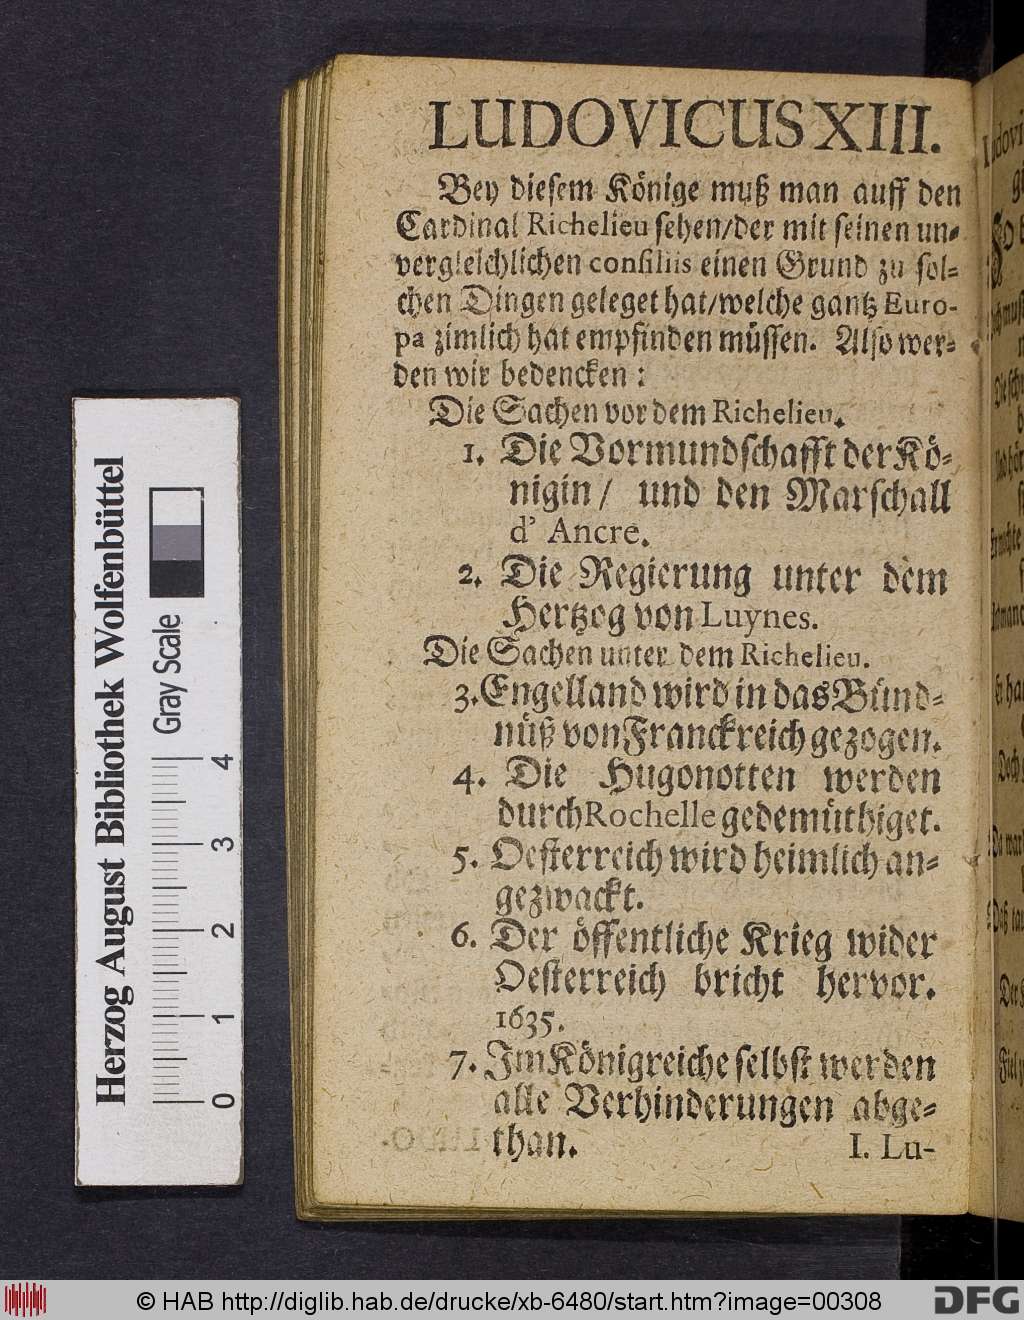 LUDOVICUS XIII.
Bey diesem Könige muß man auff den
Cardinal Richelieu sehen/der mit seinen un-
vergleichlichen consiliis einen Grund zu sol-
chen Dingen geleget hat/welche gantz Euro-
pa zimlich hat empfinden müssen. Also wer-
den wir bedencken:
Die Sachen vor dem Richelieu.
1. Die Vormundschafft der Kö-
nigin/ und den Marschall
d' Ancre.
2. Die Regierung unter dem
Hertzog von Luynes.
Die Sachen unter dem Richelieu.
3. Engelland wird in das Bünd-
nüß von Franckreich gezogen.
4. Die Hugonotten werden
durch Rochelle gedemüthiget.
5. Oesterreich wird heimlich an-
gezwackt.
6. Der öffentliche Krieg wider
Oesterreich bricht hervor.
1635.
7. Im Königreiche selbst werden
alle Verhinderungen abge-
than.
I. Lu-
Herzog August Bibliothek Wolfenbüttel
Gray Scale
0 1 2 3 4
© HAB http://diglib.hab.de/drucke/xb-6480/start.htm?image=00308
DFG